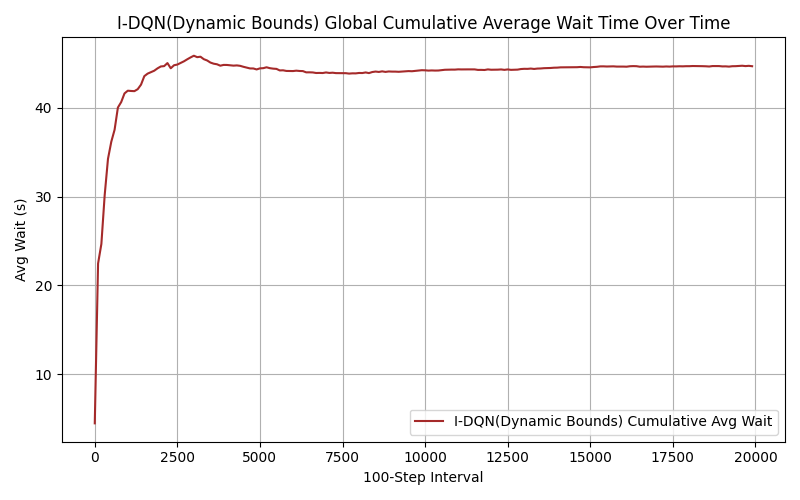 I-DQN(Dynamic Bounds) Global Cumulative Average Wait Time Over Time
Avg Wait (s)
40
30
20
10
I-DQN(Dynamic Bounds) Cumulative Avg Wait
0 2500 5000 7500 10000 12500 15000 17500 20000
100-Step Interval